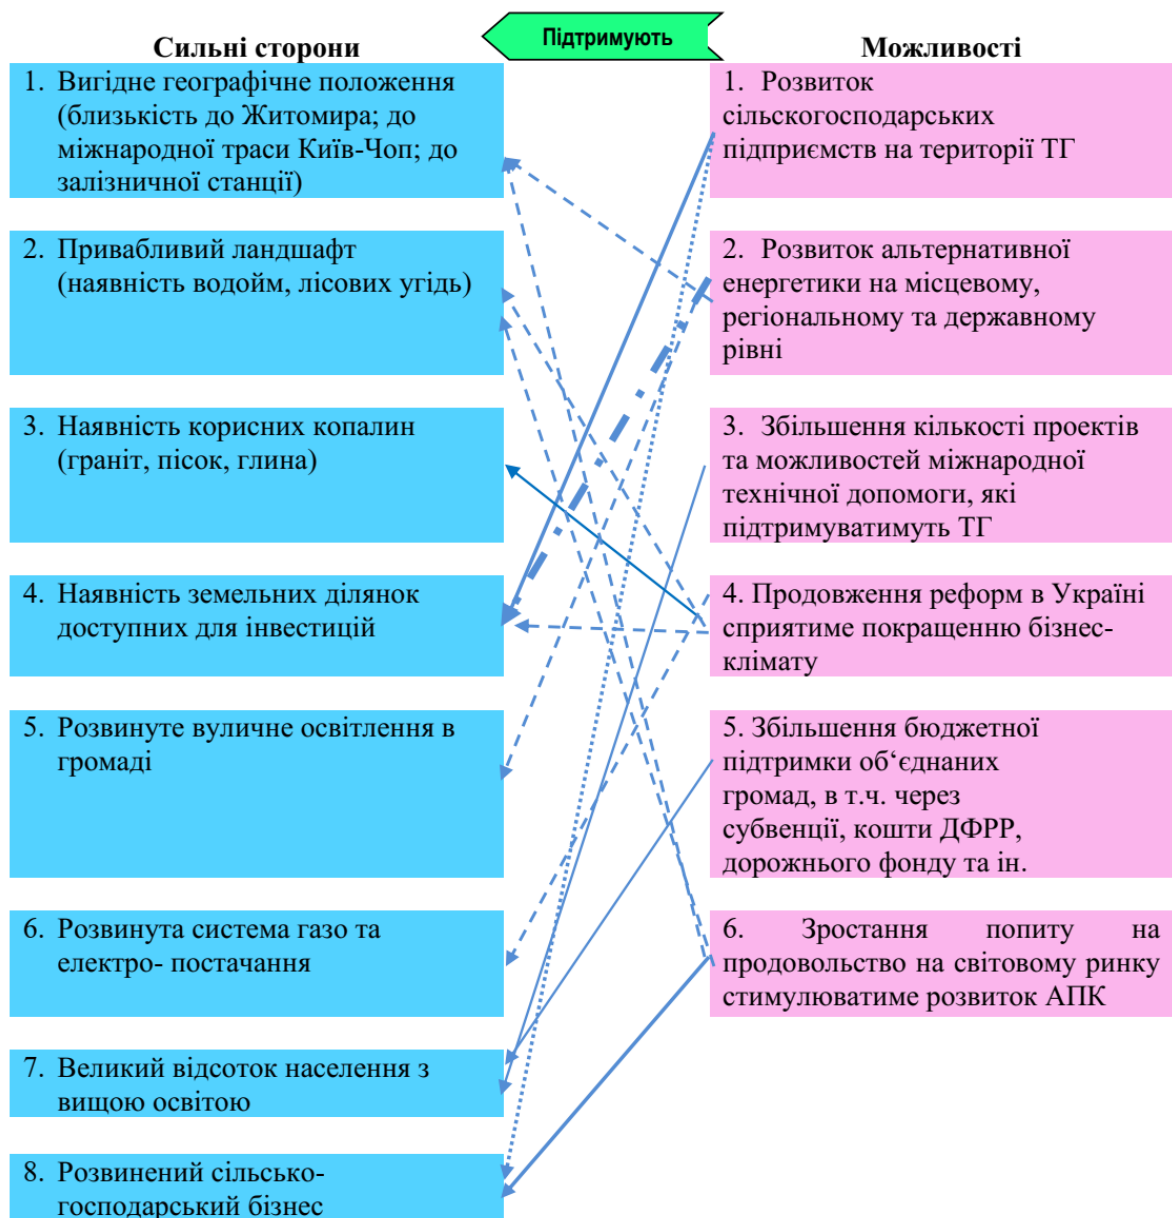 Підтримують
Сильні сторони
1. Вигідне географічне положення
(близькість до Житомира; до
міжнародної траси Київ-Чоп; до
залізничної станції)
2. Привабливий ландшафт
(наявність водойм, лісових угідь)
3. Наявність корисних копалин
(граніт, пісок, глина)
4. Наявність земельних ділянок
доступних для інвестицій
5. Розвинуте вуличне освітлення в
громаді
6. Розвинута система газо та
електро- постачання
7. Великий відсоток населення з
вищою освітою
8. Розвинений сільсько-
господарський бізнес
Можливості
1. Розвиток
сільскогосподарських
підприємств на території ТГ
2. Розвиток альтернативної
енергетики на місцевому,
регіональному та державному
рівні
3. Збільшення кількості проектів
та можливостей міжнародної
технічної допомоги, які
підтримуватимуть ТГ
4. Продовження реформ в Україні
сприятиме покращенню бізнес-
клімату
5. Збільшення бюджетної
підтримки об‘єднаних
громад, в т.ч. через
субвенції, кошти ДФРР,
дорожнього фонду та ін.
6. Зростання попиту на
продовольство на світовому ринку
стимулюватиме розвиток АПК